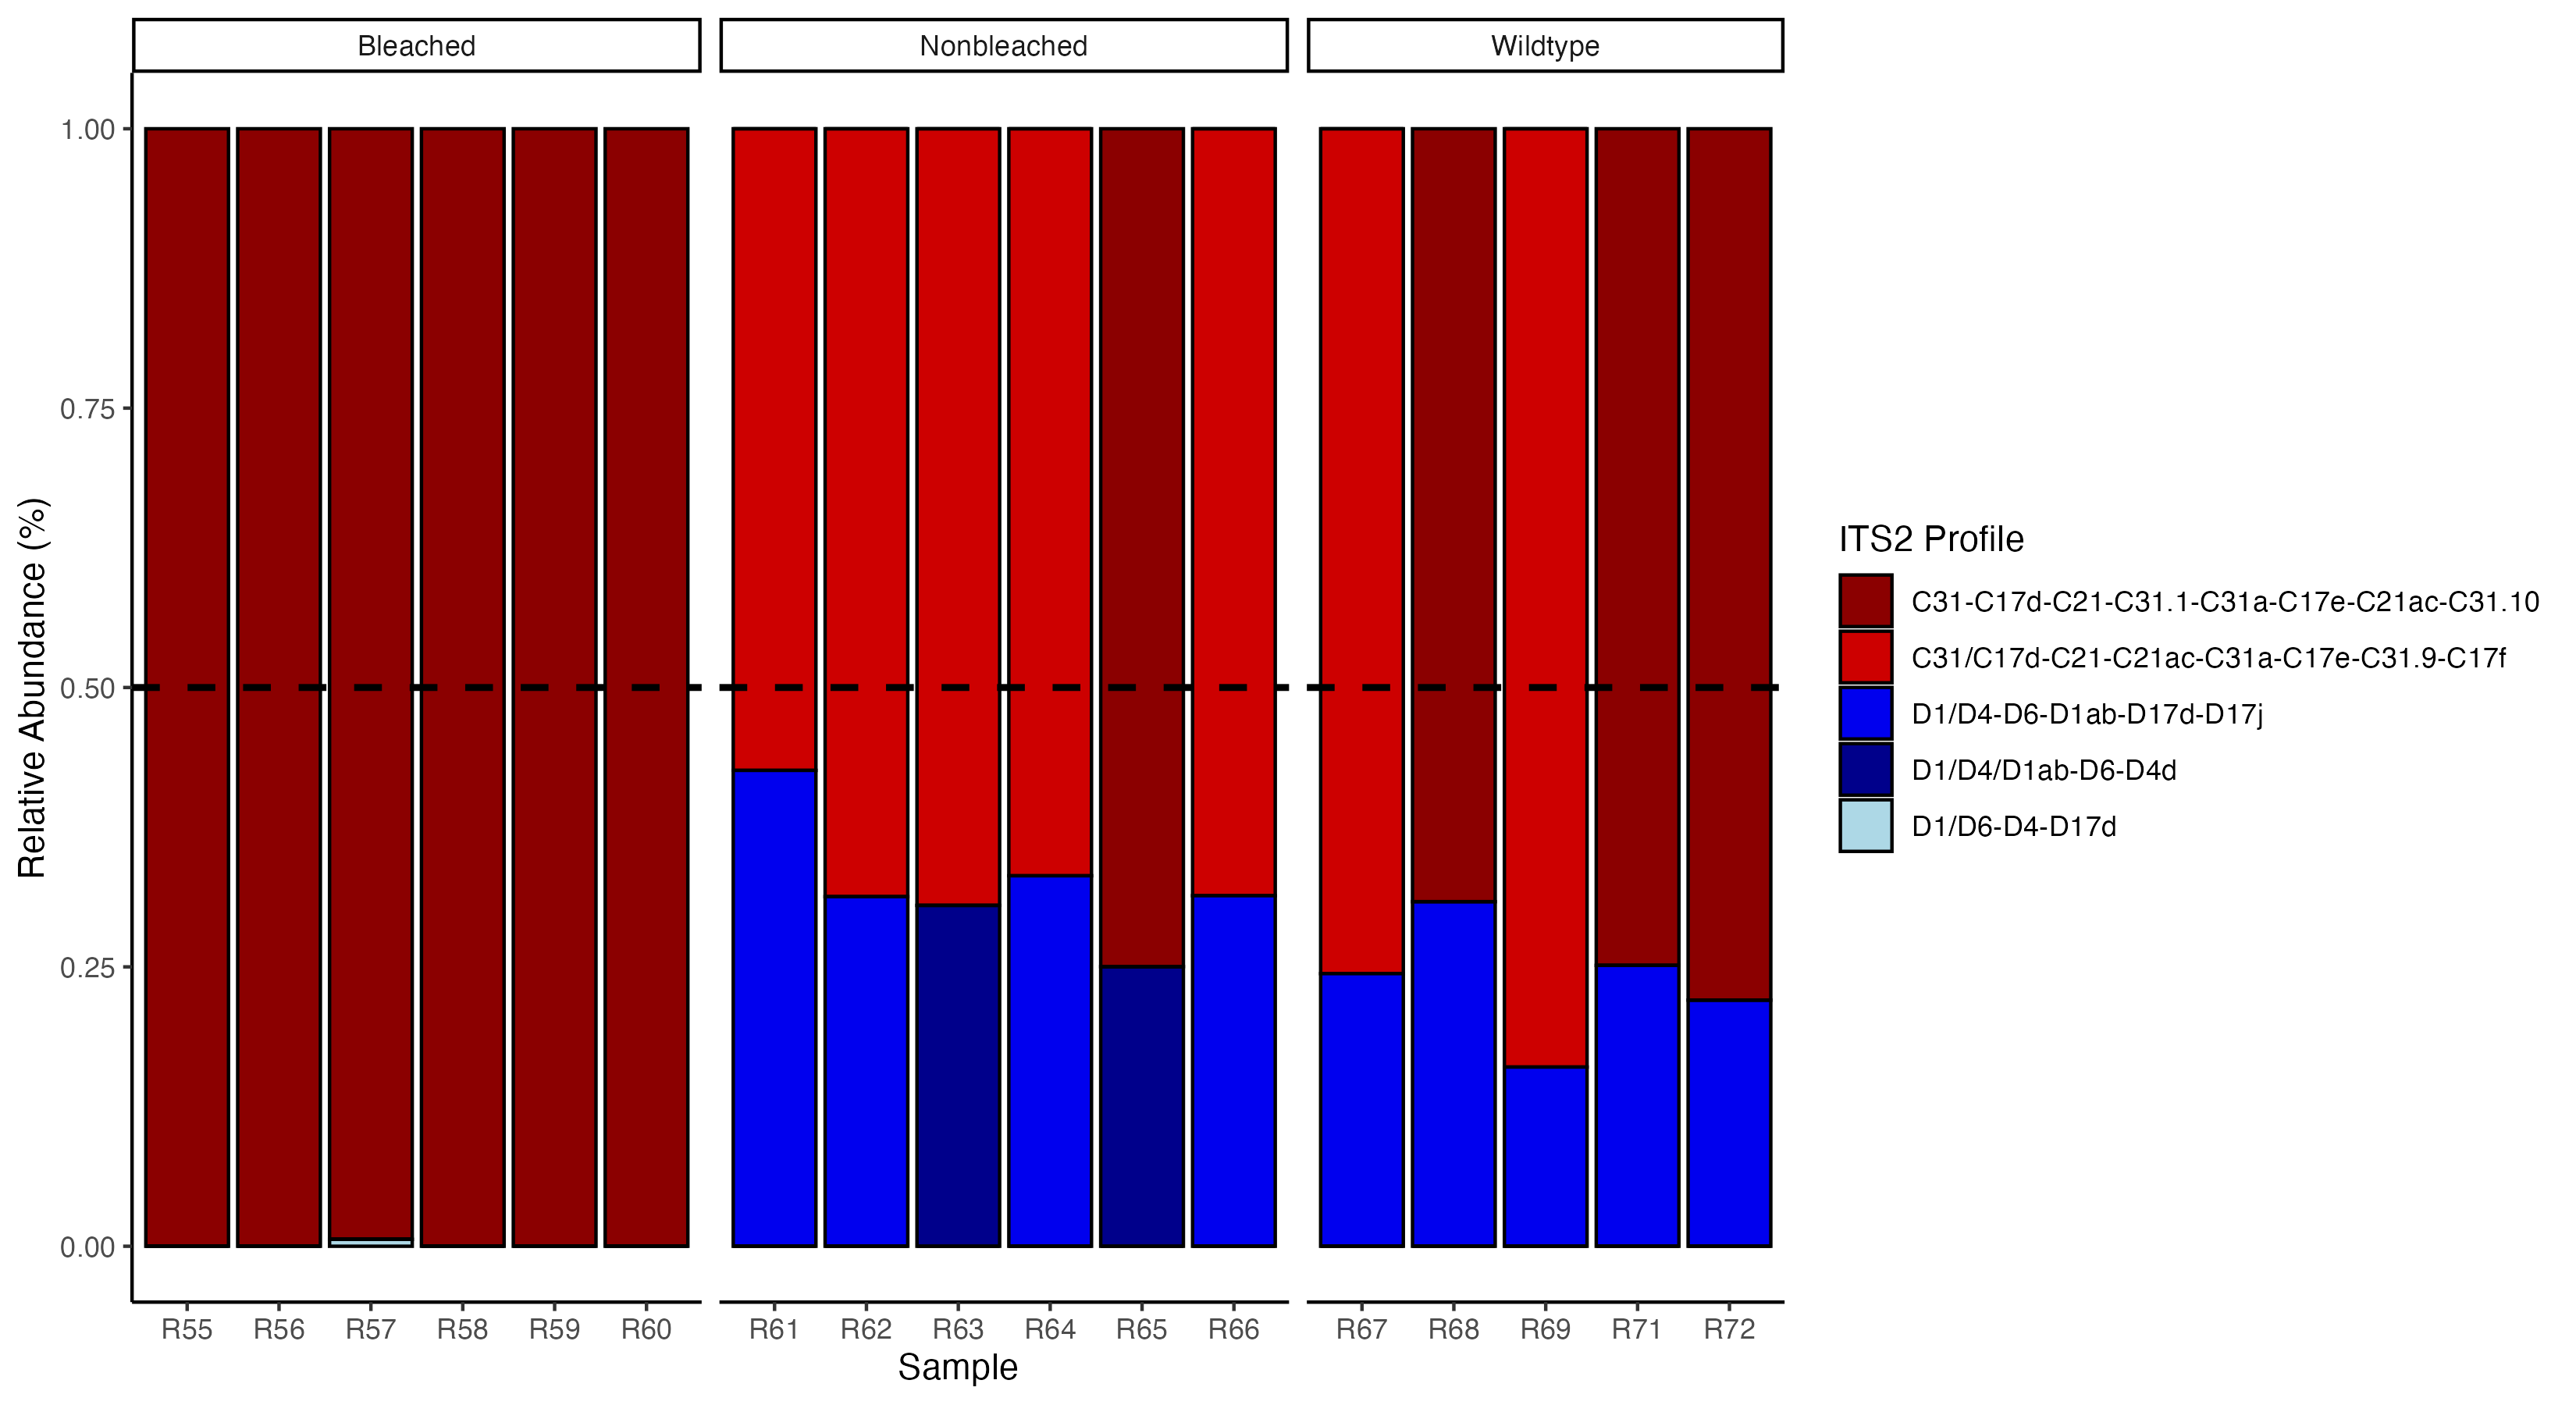 Bleached
Nonbleached
Wildtype
Relative Abundance (%)
1.00
0.75
0.50
0.25
0.00
R55 R56 R57 R58 R59 R60 R61 R62 R63 R64 R65 R66 R67 R68 R69 R71 R72
Sample
ITS2 Profile
C31-C17d-C21-C31.1-C31a-C17e-C21ac-C31.10
C31/C17d-C21-C21ac-C31a-C17e-C31.9-C17f
D1/D4-D6-D1ab-D17d-D17j
D1/D4/D1ab-D6-D4d
D1/D6-D4-D17d